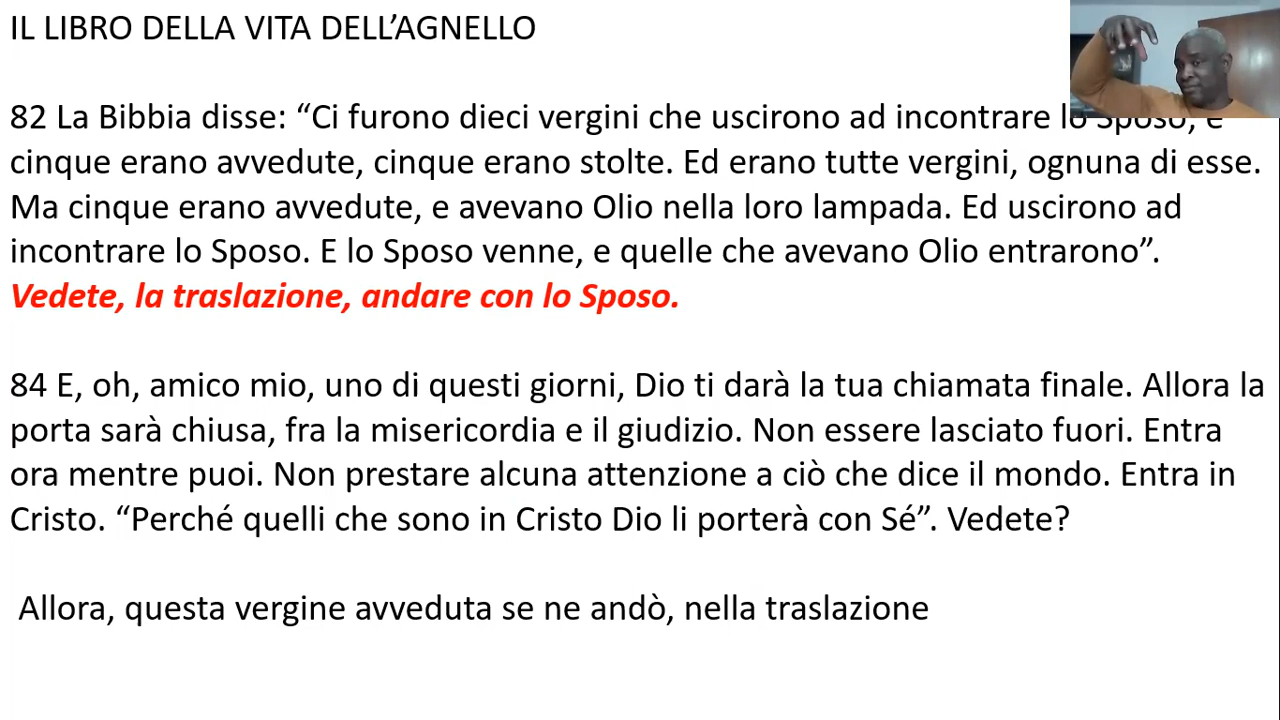 IL LIBRO DELLA VITA DELL’AGNELLO
82 La Bibbia disse: “Ci furono dieci vergini che uscirono ad incontrare lo Sposo, e
cinque erano avvedute, cinque erano stolte. Ed erano tutte vergini, ognuna di esse.
Ma cinque erano avvedute, e avevano Olio nella loro lampada. Ed uscirono ad
incontrare lo Sposo. E lo Sposo venne, e quelle che avevano Olio entrarono”.
Vedete, la traslazione, andare con lo Sposo.
84 E, oh, amico mio, uno di questi giorni, Dio ti darà la tua chiamata finale. Allora la
porta sarà chiusa, fra la misericordia e il giudizio. Non essere lasciato fuori. Entra
ora mentre puoi. Non prestare alcuna attenzione a ciò che dice il mondo. Entra in
Cristo. “Perché quelli che sono in Cristo Dio li porterà con Sé”. Vedete?
Allora, questa vergine avveduta se ne andò, nella traslazione